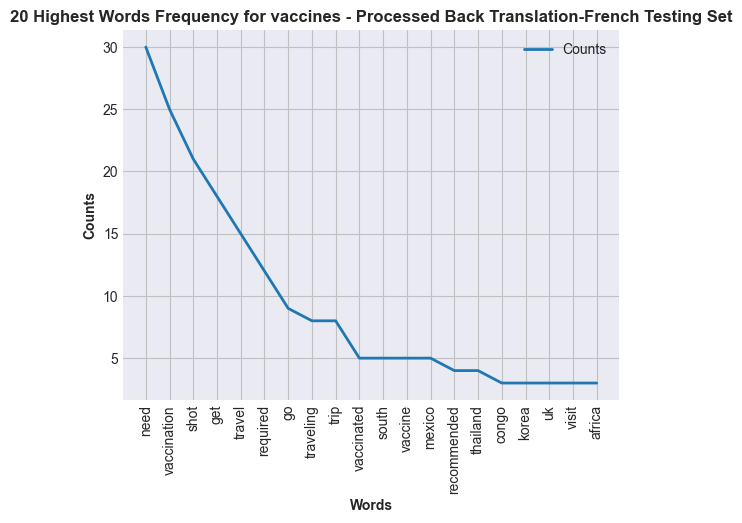 20 Highest Words Frequency for vaccines - Processed Back Translation-French Testing Set
Counts
30
25
20
15
10
5
Counts
need
vaccination
shot
get
travel
required
go
traveling
trip
vaccinated
south
vaccine
mexico
recommended
thailand
congo
korea
uk
visit
africa
Words